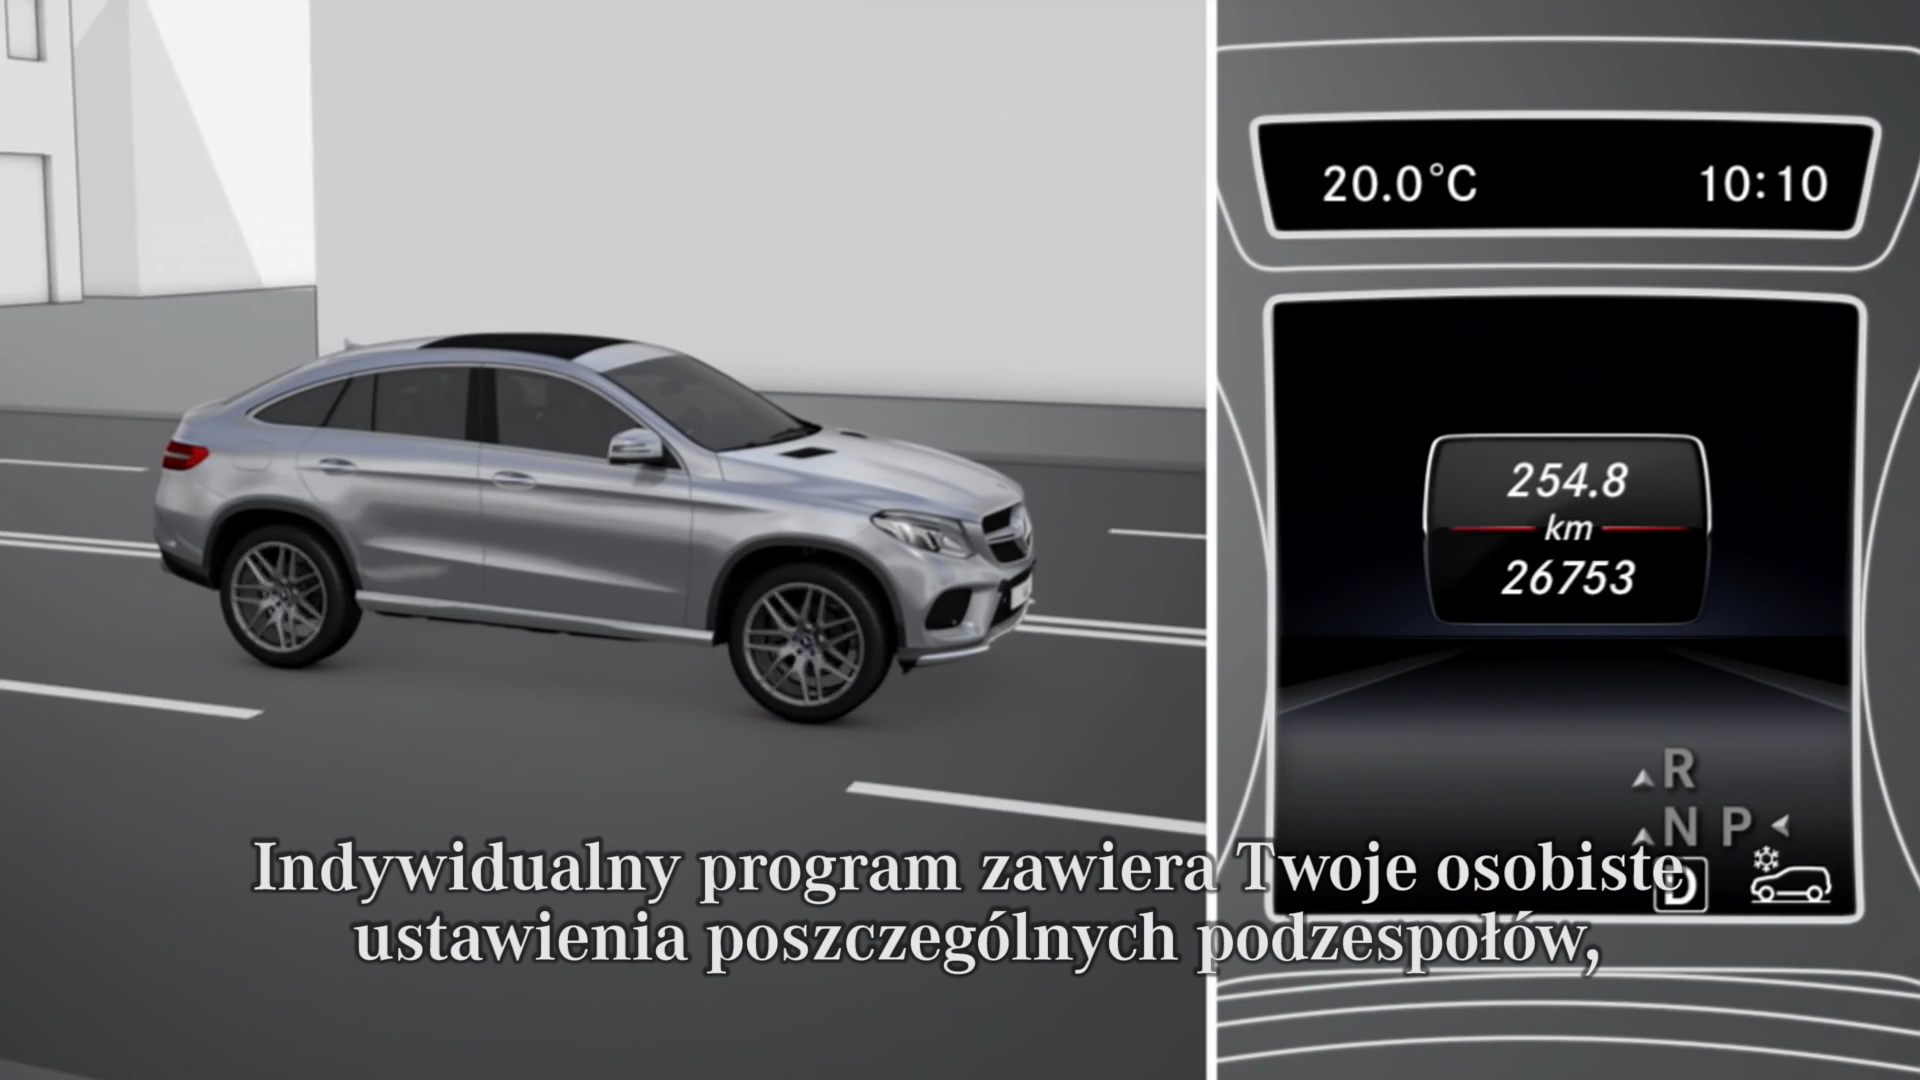 20.0°C 10:10
254.8
km
26753
R
N P
D
Indywidualny program zawiera Twoje osobiste
ustawienia poszczególnych podzespołów,